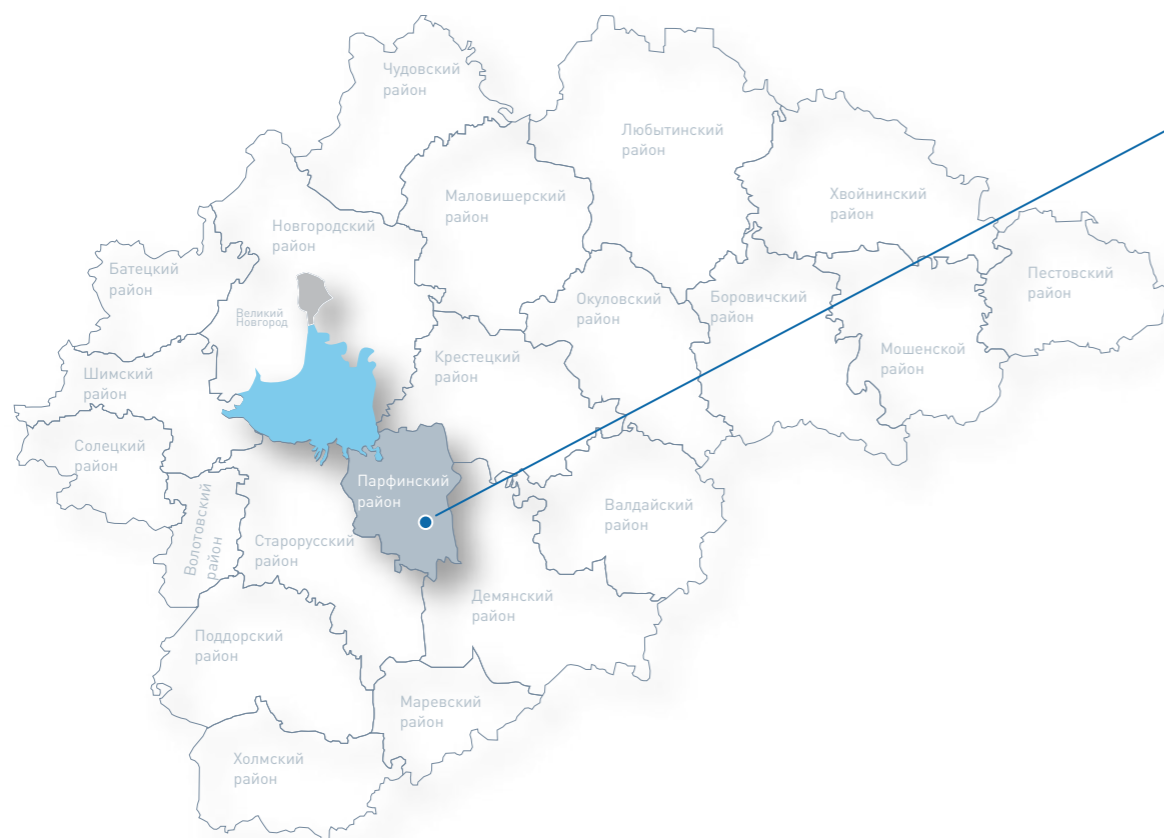 Чудовский
район
Любытинский
район
Маловишерский
район
Хвойнинский
район
Новгородский
район
Батецкий
район
Пестовский
район
Окуловский
район
Боровичский
район
Великий
Новгород
Крестецкий
район
Мошенской
район
Шимский
район
Солецкий
район
Парфинский
район
Валдайский
район
Волотовский
район
Старорусский
район
Демянский
район
Поддорский
район
Маревский
район
Холмский
район